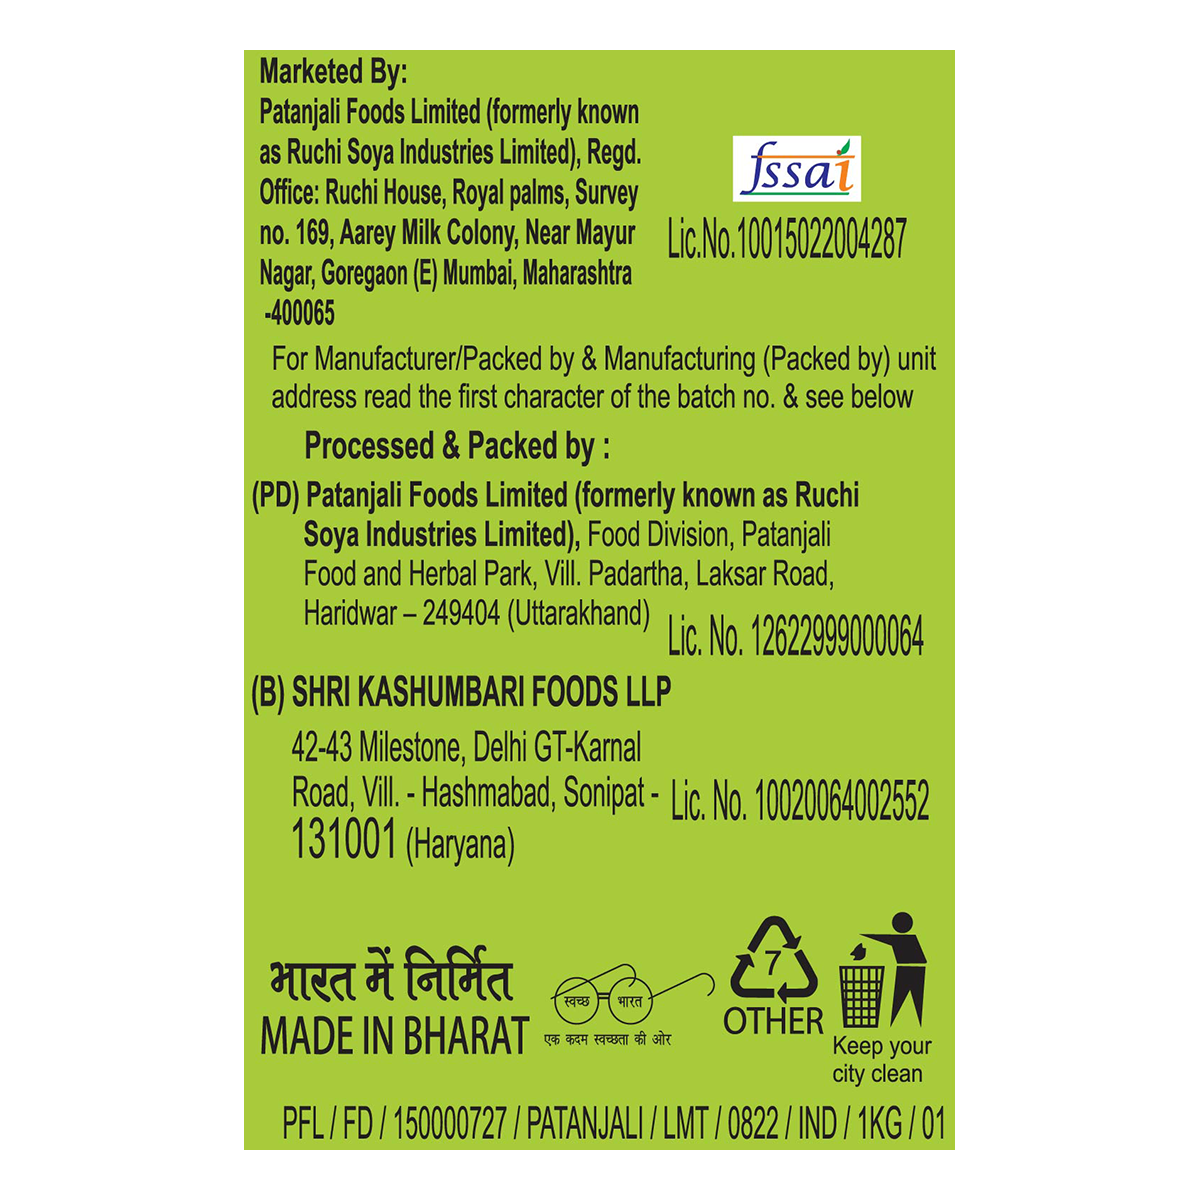 Marketed By:
Patanjali Foods Limited (formerly known
as Ruchi Soya Industries Limited), Regd.
Office: Ruchi House, Royal palms, Survey
no. 169, Aarey Milk Colony, Near Mayur
Nagar, Goregaon (E) Mumbai, Maharashtra
-400065
fssai
Lic.No.10015022004287
For Manufacturer/Packed by & Manufacturing (Packed by) unit
address read the first character of the batch no. & see below
Processed & Packed by :
(PD) Patanjali Foods Limited (formerly known as Ruchi
Soya Industries Limited), Food Division, Patanjali
Food and Herbal Park, Vill. Padartha, Laksar Road,
Haridwar – 249404 (Uttarakhand)
Lic. No. 12622999000064
(B) SHRI KASHUMBARI FOODS LLP
42-43 Milestone, Delhi GT-Karnal
Road, Vill. - Hashmabad, Sonipat -
131001 (Haryana)
Lic. No. 10020064002552
भारत में निर्मित
MADE IN BHARAT
स्वच्छ भारत
एक कदम स्वच्छता की ओर
7
OTHER
Keep your
city clean
PFL / FD / 150000727 / PATANJALI / LMT / 0822 / IND / 1KG / 01